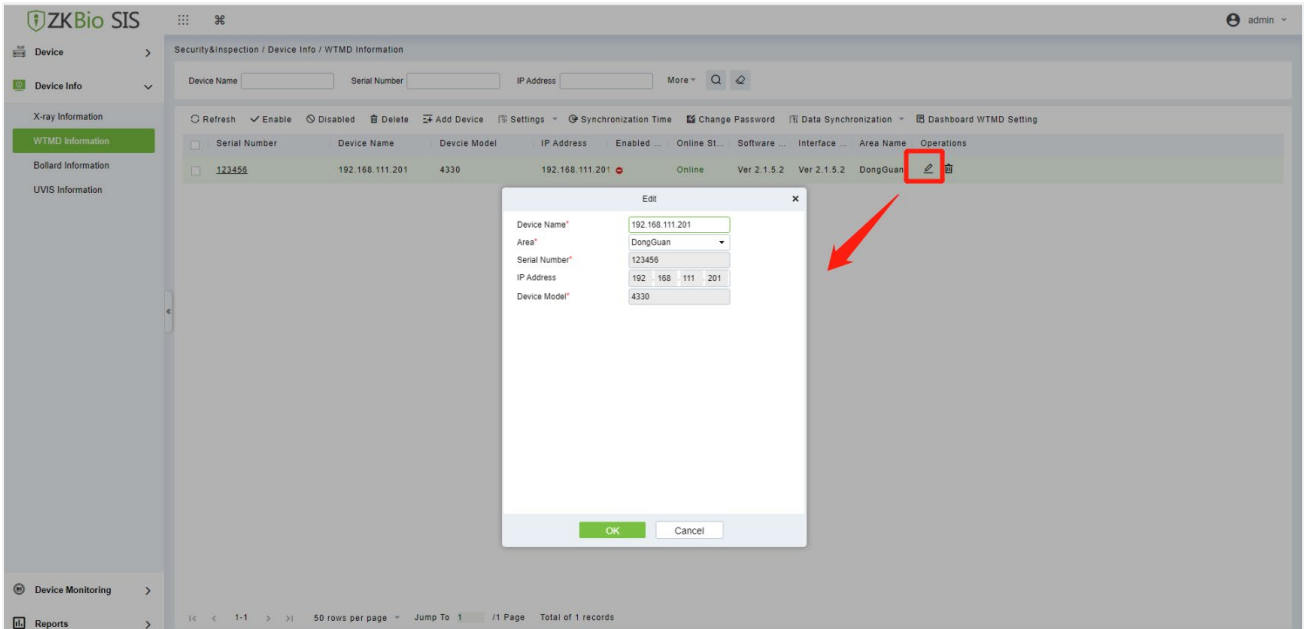 ZKBio SIS
admin
Device
Security&Inspection / Device Info / WTMD Information
Device Info
Device Name Serial Number IP Address More
X-ray Information
WTMD Information
Bollard Information
UVIS Information
Refresh Enable Disabled Delete Add Device Settings Synchronization Time Change Password Data Synchronization Dashboard WTMD Setting
Serial Number Device Name Devcie Model IP Address Enabled ... Online St... Software ... Interface ... Area Name Operations
123456 192.168.111.201 4330 192.168.111.201 Online Ver 2.1.5.2 Ver 2.1.5.2 DongGuan
Edit
Device Name* 192.168.111.201
Area* DongGuan
Serial Number* 123456
IP Address 192 168 111 201
Device Model* 4330
OK Cancel
Device Monitoring
Reports
1-1 50 rows per page Jump To 1 /1 Page Total of 1 records